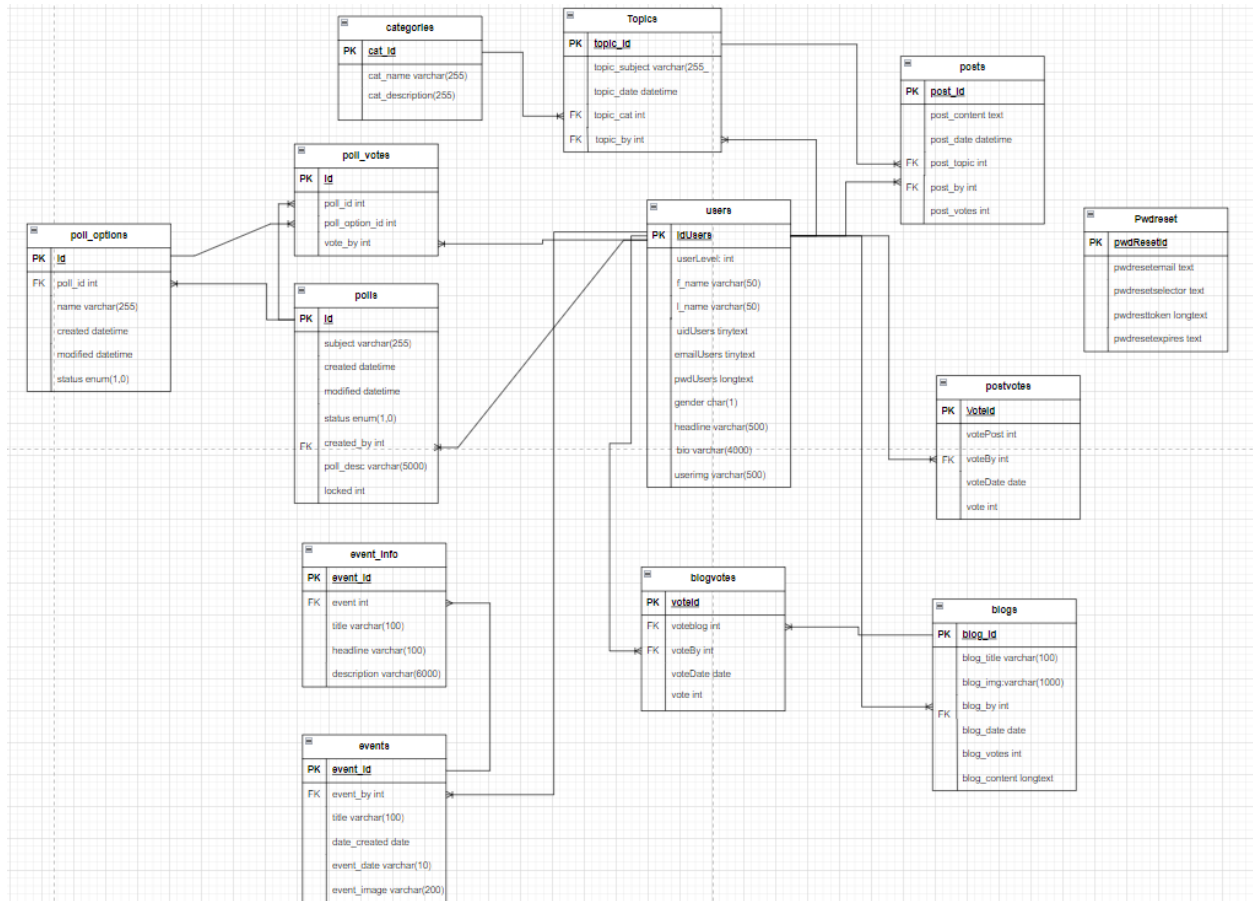 categories
PK cat_id
cat_name varchar(255)
cat_description(255)
Topics
PK topic_id
topic_subject varchar(255_
topic_date datetime
FK topic_cat int
FK topic_by int
posts
PK post_id
post_content text
post_date datetime
FK post_topic int
FK post_by int
post_votes int
poll_votes
PK id
poll_id int
poll_option_id int
vote_by int
poll_options
PK id
FK poll_id int
name varchar(255)
created datetime
modified datetime
status enum(1,0)
polls
PK id
subject varchar(255)
created datetime
modified datetime
status enum(1,0)
FK created_by int
poll_desc varchar(5000)
locked int
users
PK idUsers
userLevel: int
f_name varchar(50)
l_name varchar(50)
uidUsers tinytext
emailUsers tinytext
pwdUsers longtext
gender char(1)
headline varchar(500)
bio varchar(4000)
userimg varchar(500)
Pwdreset
PK pwdResetId
pwdresetemail text
pwdresetselector text
pwdresttoken longtext
pwdresetexpires text
postvotes
PK VoteId
votePost int
FK voteBy int
voteDate date
vote int
event_info
PK event_id
FK event int
title varchar(100)
headline varchar(100)
description varchar(6000)
blogvotes
PK voteId
FK voteblog int
FK voteBy int
voteDate date
vote int
blogs
PK blog_id
blog_title varchar(100)
blog_img:varchar(1000)
FK blog_by int
blog_date date
blog_votes int
blog_content longtext
events
PK event_id
FK event_by int
title varchar(100)
date_created date
event_date varchar(10)
event_image varchar(200)